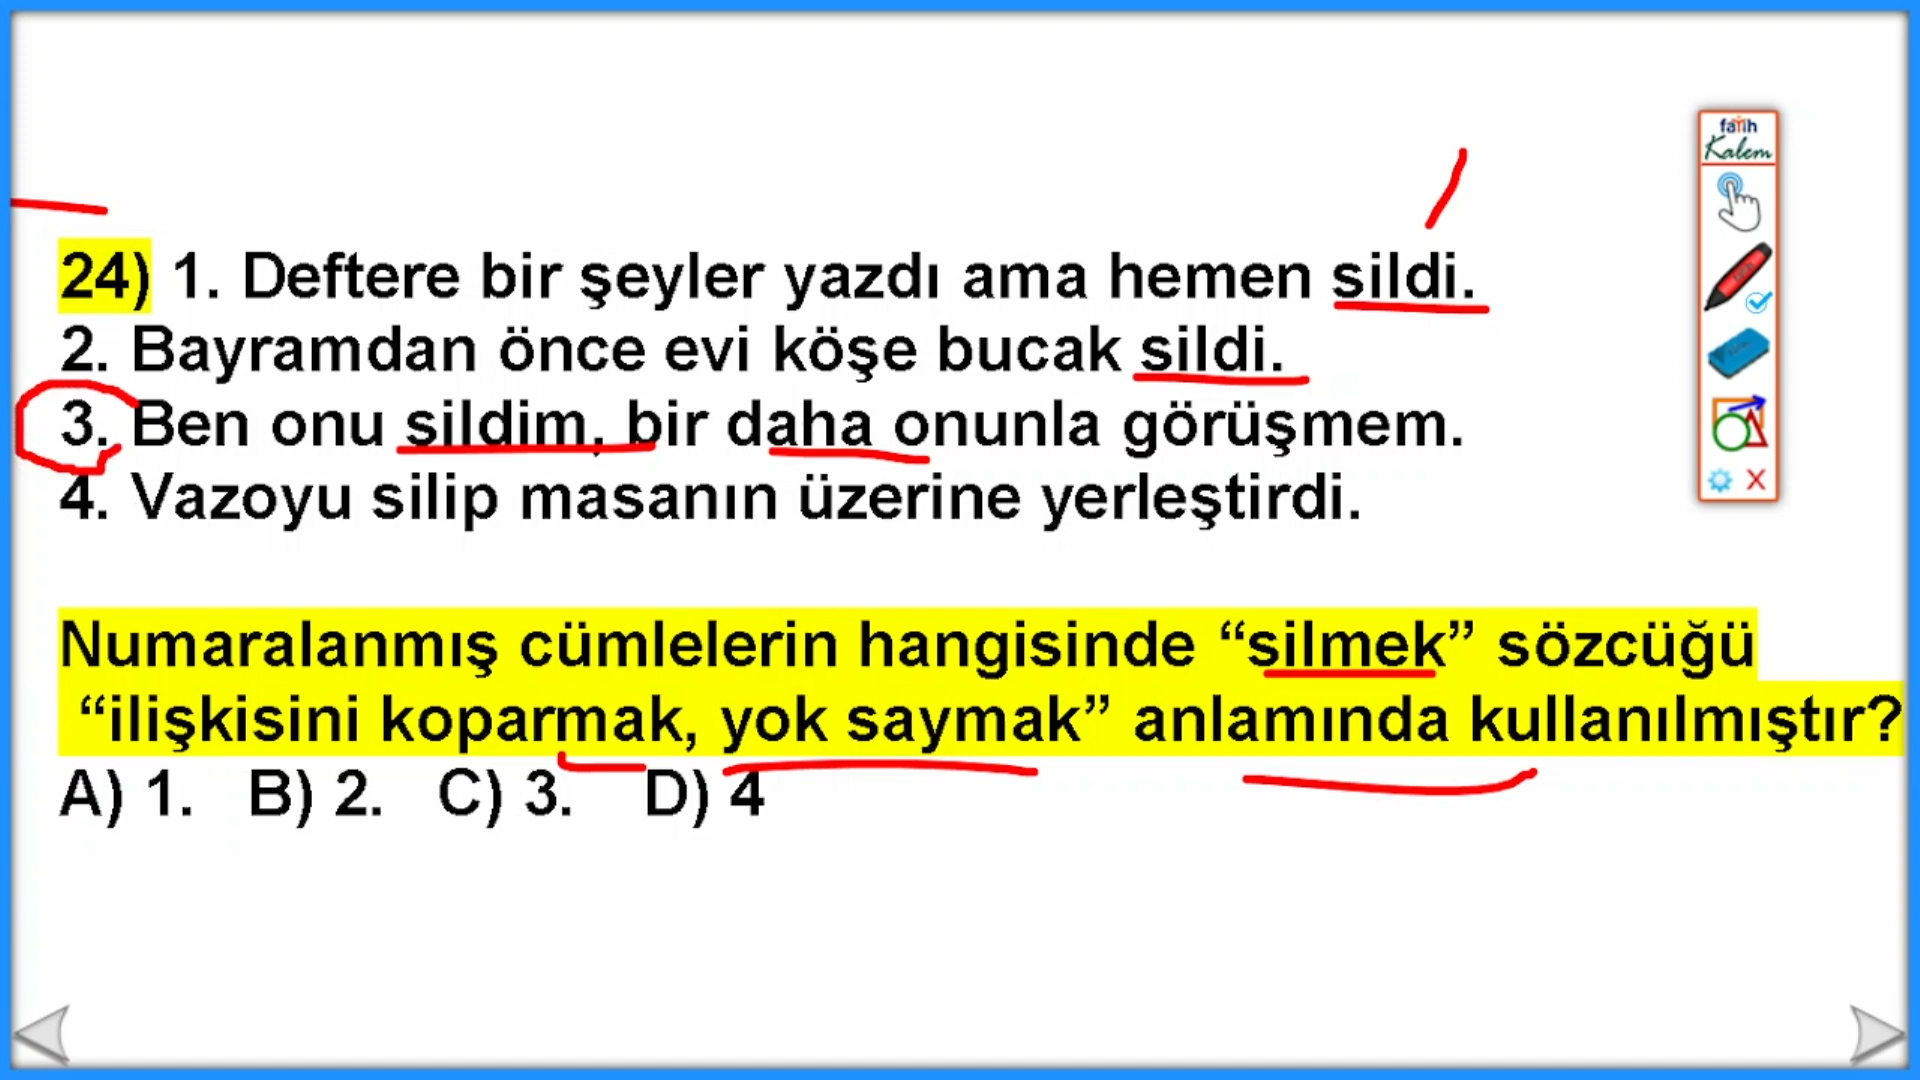 fatih
Kalem
24) 1. Deftere bir şeyler yazdı ama hemen sildi.
2. Bayramdan önce evi köşe bucak sildi.
3. Ben onu sildim, bir daha onunla görüşmem.
4. Vazoyu silip masanın üzerine yerleştirdi.
Numaralanmış cümlelerin hangisinde “silmek” sözcüğü
“ilişkisini koparmak, yok saymak” anlamında kullanılmıştır?
A) 1. B) 2. C) 3. D) 4